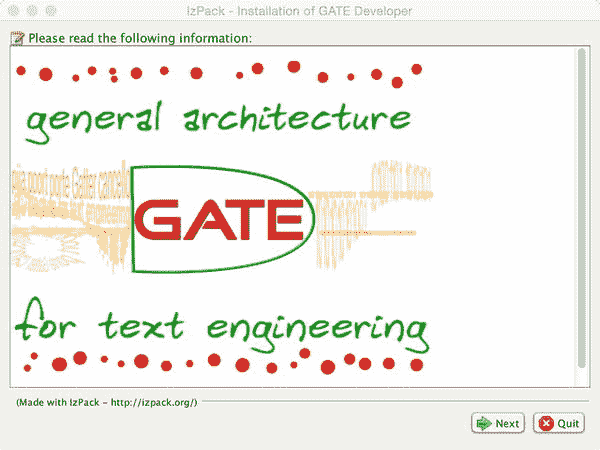 IzPack - Installation of GATE Developer
Please read the following information:
general architecture
GATE
for text engineering
(Made with IzPack - http://izpack.org/)
Next
Quit